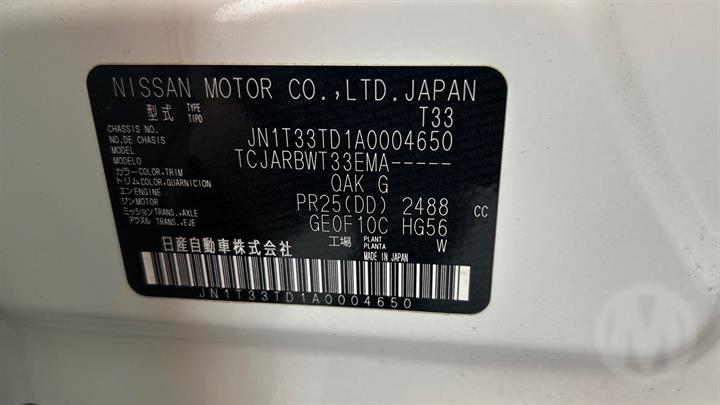 NISSAN MOTOR CO.,LTD.JAPAN
型式 TYPE TIPO T33
CHASSIS NO.
NO.DE CHASIS JN1T33TD1A0004650
MODEL
MODELO TCJARBWT33EMA-----
カラー COLOR,TRIM
トリム COLOR,GUARNICION QAK G
エンジン ENGINE
ジン MOTOR PR25(DD) 2488 CC
ミッション TRANS.,AXLE
アクスル TRANS.,EJE GE0F10C HG56
工場 PLANT PLANTA W
日産自動車株式会社 MADE IN JAPAN
JN1T33TD1A0004650
M